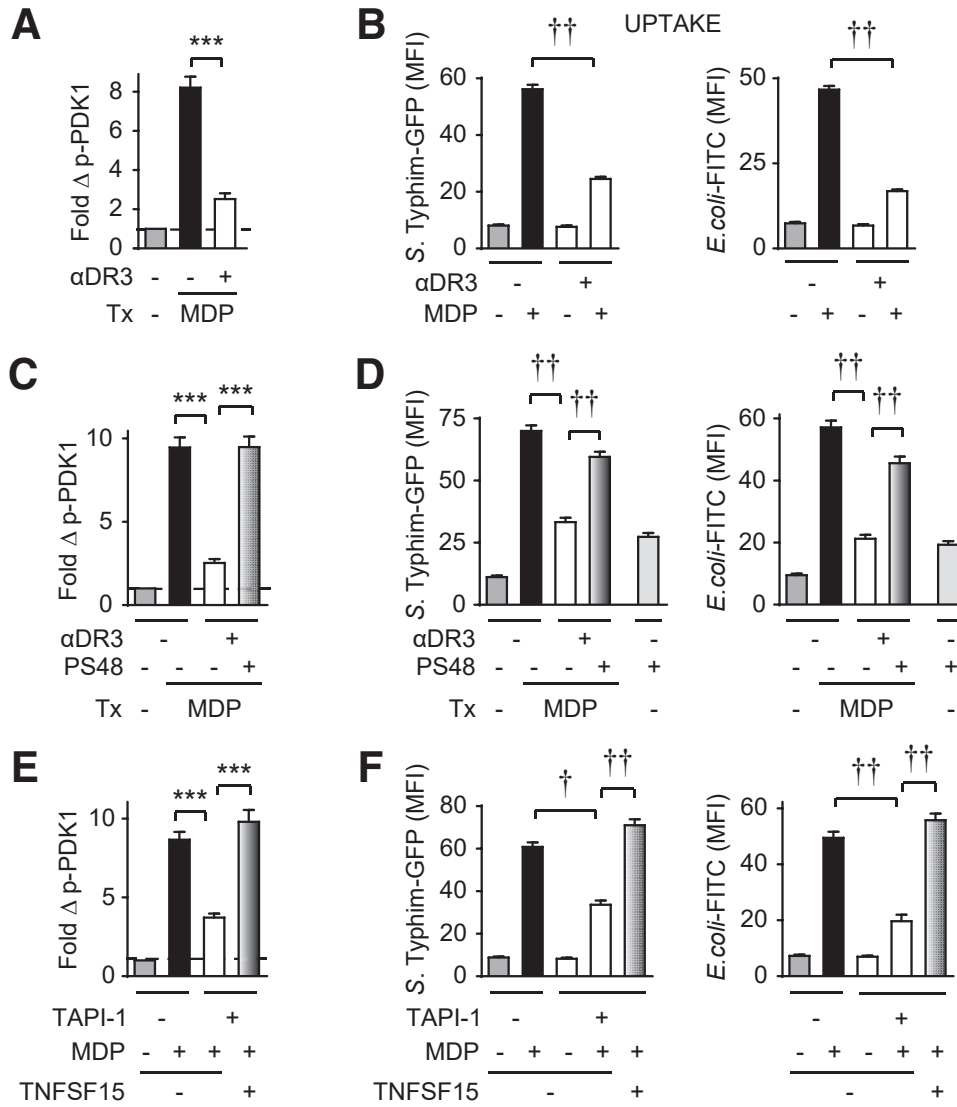 A
***
Fold Δ p-PDK1
8
6
4
2
0
αDR3 - - +
Tx - MDP
B
UPTAKE
††
S. Typhim-GFP (MFI)
60
40
20
0
αDR3 - +
MDP - + - +
††
E.coli-FITC (MFI)
50
25
0
- +
- + - +
C
*** ***
Fold Δ p-PDK1
10
5
0
αDR3 - +
PS48 - - - +
Tx - MDP
D
†† ††
S. Typhim-GFP (MFI)
75
50
25
0
αDR3 - + -
PS48 - - - + +
Tx - MDP -
†† ††
E.coli-FITC (MFI)
60
40
20
0
- + -
- - - + +
- MDP -
E
*** ***
Fold Δ p-PDK1
10
5
0
TAPI-1 - +
MDP - + + +
TNFSF15 - +
F
† ††
S. Typhim-GFP (MFI)
80
60
40
20
0
TAPI-1 - +
MDP - + - + +
TNFSF15 - +
†† ††
E.coli-FITC (MFI)
60
40
20
0
- +
- + - + +
- +